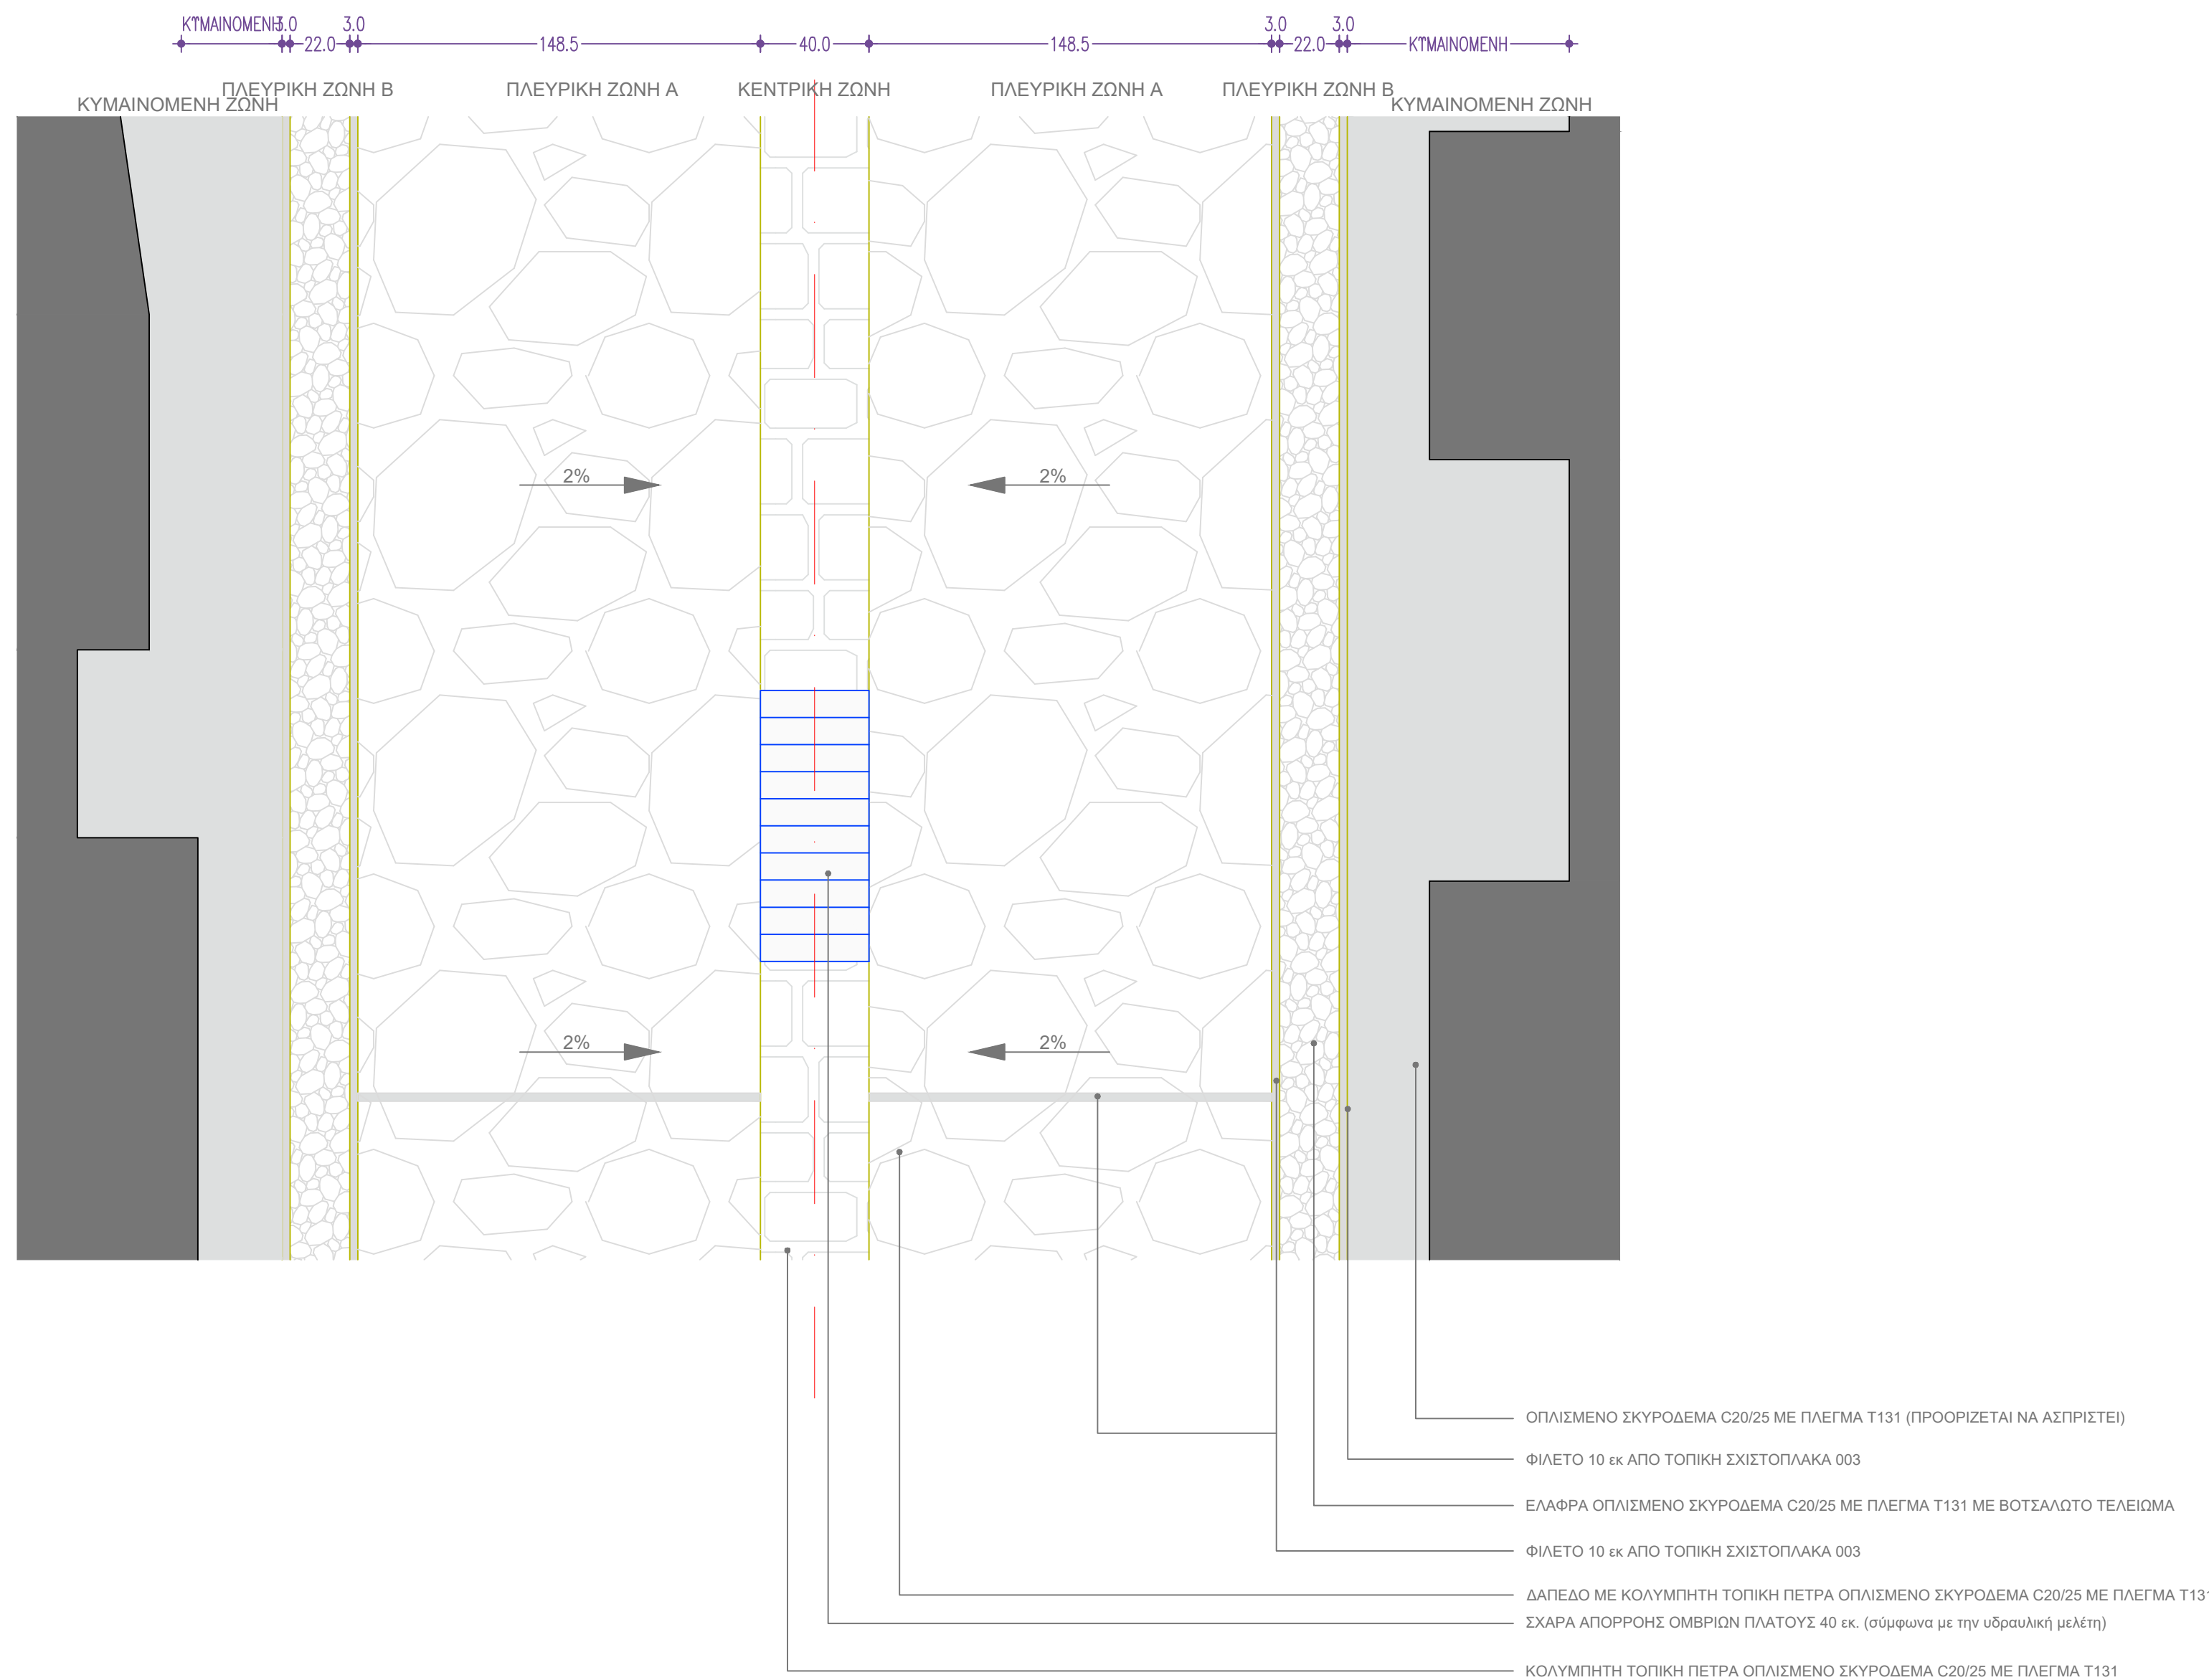 ΚΥΜΑΙΝΟΜΕΝΗ 3.0 22.0 3.0 148.5 40.0 148.5 3.0 22.0 3.0 ΚΥΜΑΙΝΟΜΕΝΗ
ΠΛΕΥΡΙΚΗ ΖΩΝΗ Β ΠΛΕΥΡΙΚΗ ΖΩΝΗ Α ΚΕΝΤΡΙΚΗ ΖΩΝΗ ΠΛΕΥΡΙΚΗ ΖΩΝΗ Α ΠΛΕΥΡΙΚΗ ΖΩΝΗ Β
ΚΥΜΑΙΝΟΜΕΝΗ ΖΩΝΗ ΚΥΜΑΙΝΟΜΕΝΗ ΖΩΝΗ
2% 2%
2% 2%
ΟΠΛΙΣΜΕΝΟ ΣΚΥΡΟΔΕΜΑ C20/25 ΜΕ ΠΛΕΓΜΑ Τ131 (ΠΡΟΟΡΙΖΕΤΑΙ ΝΑ ΑΣΠΡΙΣΤΕΙ)
ΦΙΛΕΤΟ 10 εκ ΑΠΟ ΤΟΠΙΚΗ ΣΧΙΣΤΟΠΛΑΚΑ 003
ΕΛΑΦΡΑ ΟΠΛΙΣΜΕΝΟ ΣΚΥΡΟΔΕΜΑ C20/25 ΜΕ ΠΛΕΓΜΑ Τ131 ΜΕ ΒΟΤΣΑΛΩΤΟ ΤΕΛΕΙΩΜΑ
ΦΙΛΕΤΟ 10 εκ ΑΠΟ ΤΟΠΙΚΗ ΣΧΙΣΤΟΠΛΑΚΑ 003
ΔΑΠΕΔΟ ΜΕ ΚΟΛΥΜΠΗΤΗ ΤΟΠΙΚΗ ΠΕΤΡΑ ΟΠΛΙΣΜΕΝΟ ΣΚΥΡΟΔΕΜΑ C20/25 ΜΕ ΠΛΕΓΜΑ Τ131
ΣΧΑΡΑ ΑΠΟΡΡΟΗΣ ΟΜΒΡΙΩΝ ΠΛΑΤΟΥΣ 40 εκ. (σύμφωνα με την υδραυλική μελέτη)
ΚΟΛΥΜΠΗΤΗ ΤΟΠΙΚΗ ΠΕΤΡΑ ΟΠΛΙΣΜΕΝΟ ΣΚΥΡΟΔΕΜΑ C20/25 ΜΕ ΠΛΕΓΜΑ Τ131